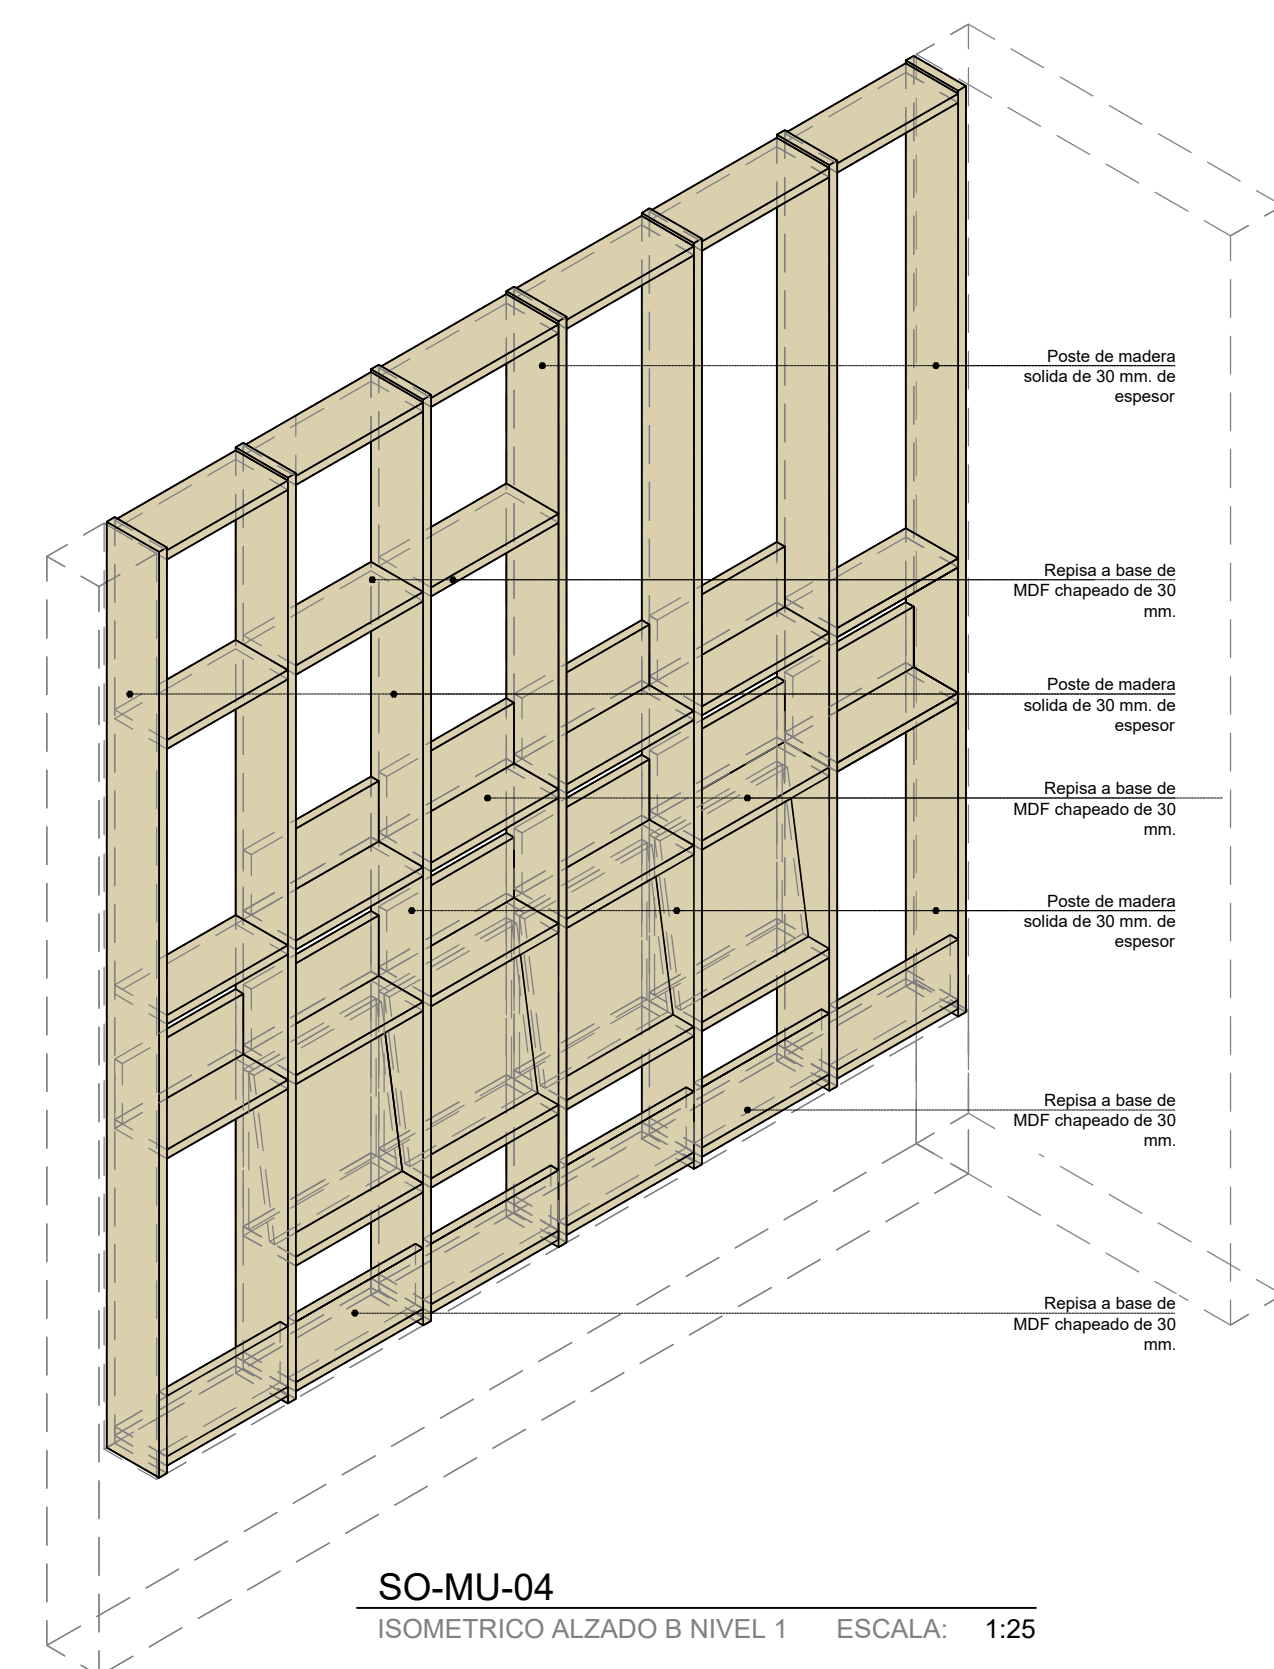 Poste de madera
solida de 30 mm. de
espesor
Repisa a base de
MDF chapeado de 30
mm.
Poste de madera
solida de 30 mm. de
espesor
Repisa a base de
MDF chapeado de 30
mm.
Poste de madera
solida de 30 mm. de
espesor
Repisa a base de
MDF chapeado de 30
mm.
Repisa a base de
MDF chapeado de 30
mm.
SO-MU-04
ISOMETRICO ALZADO B NIVEL 1 ESCALA: 1:25